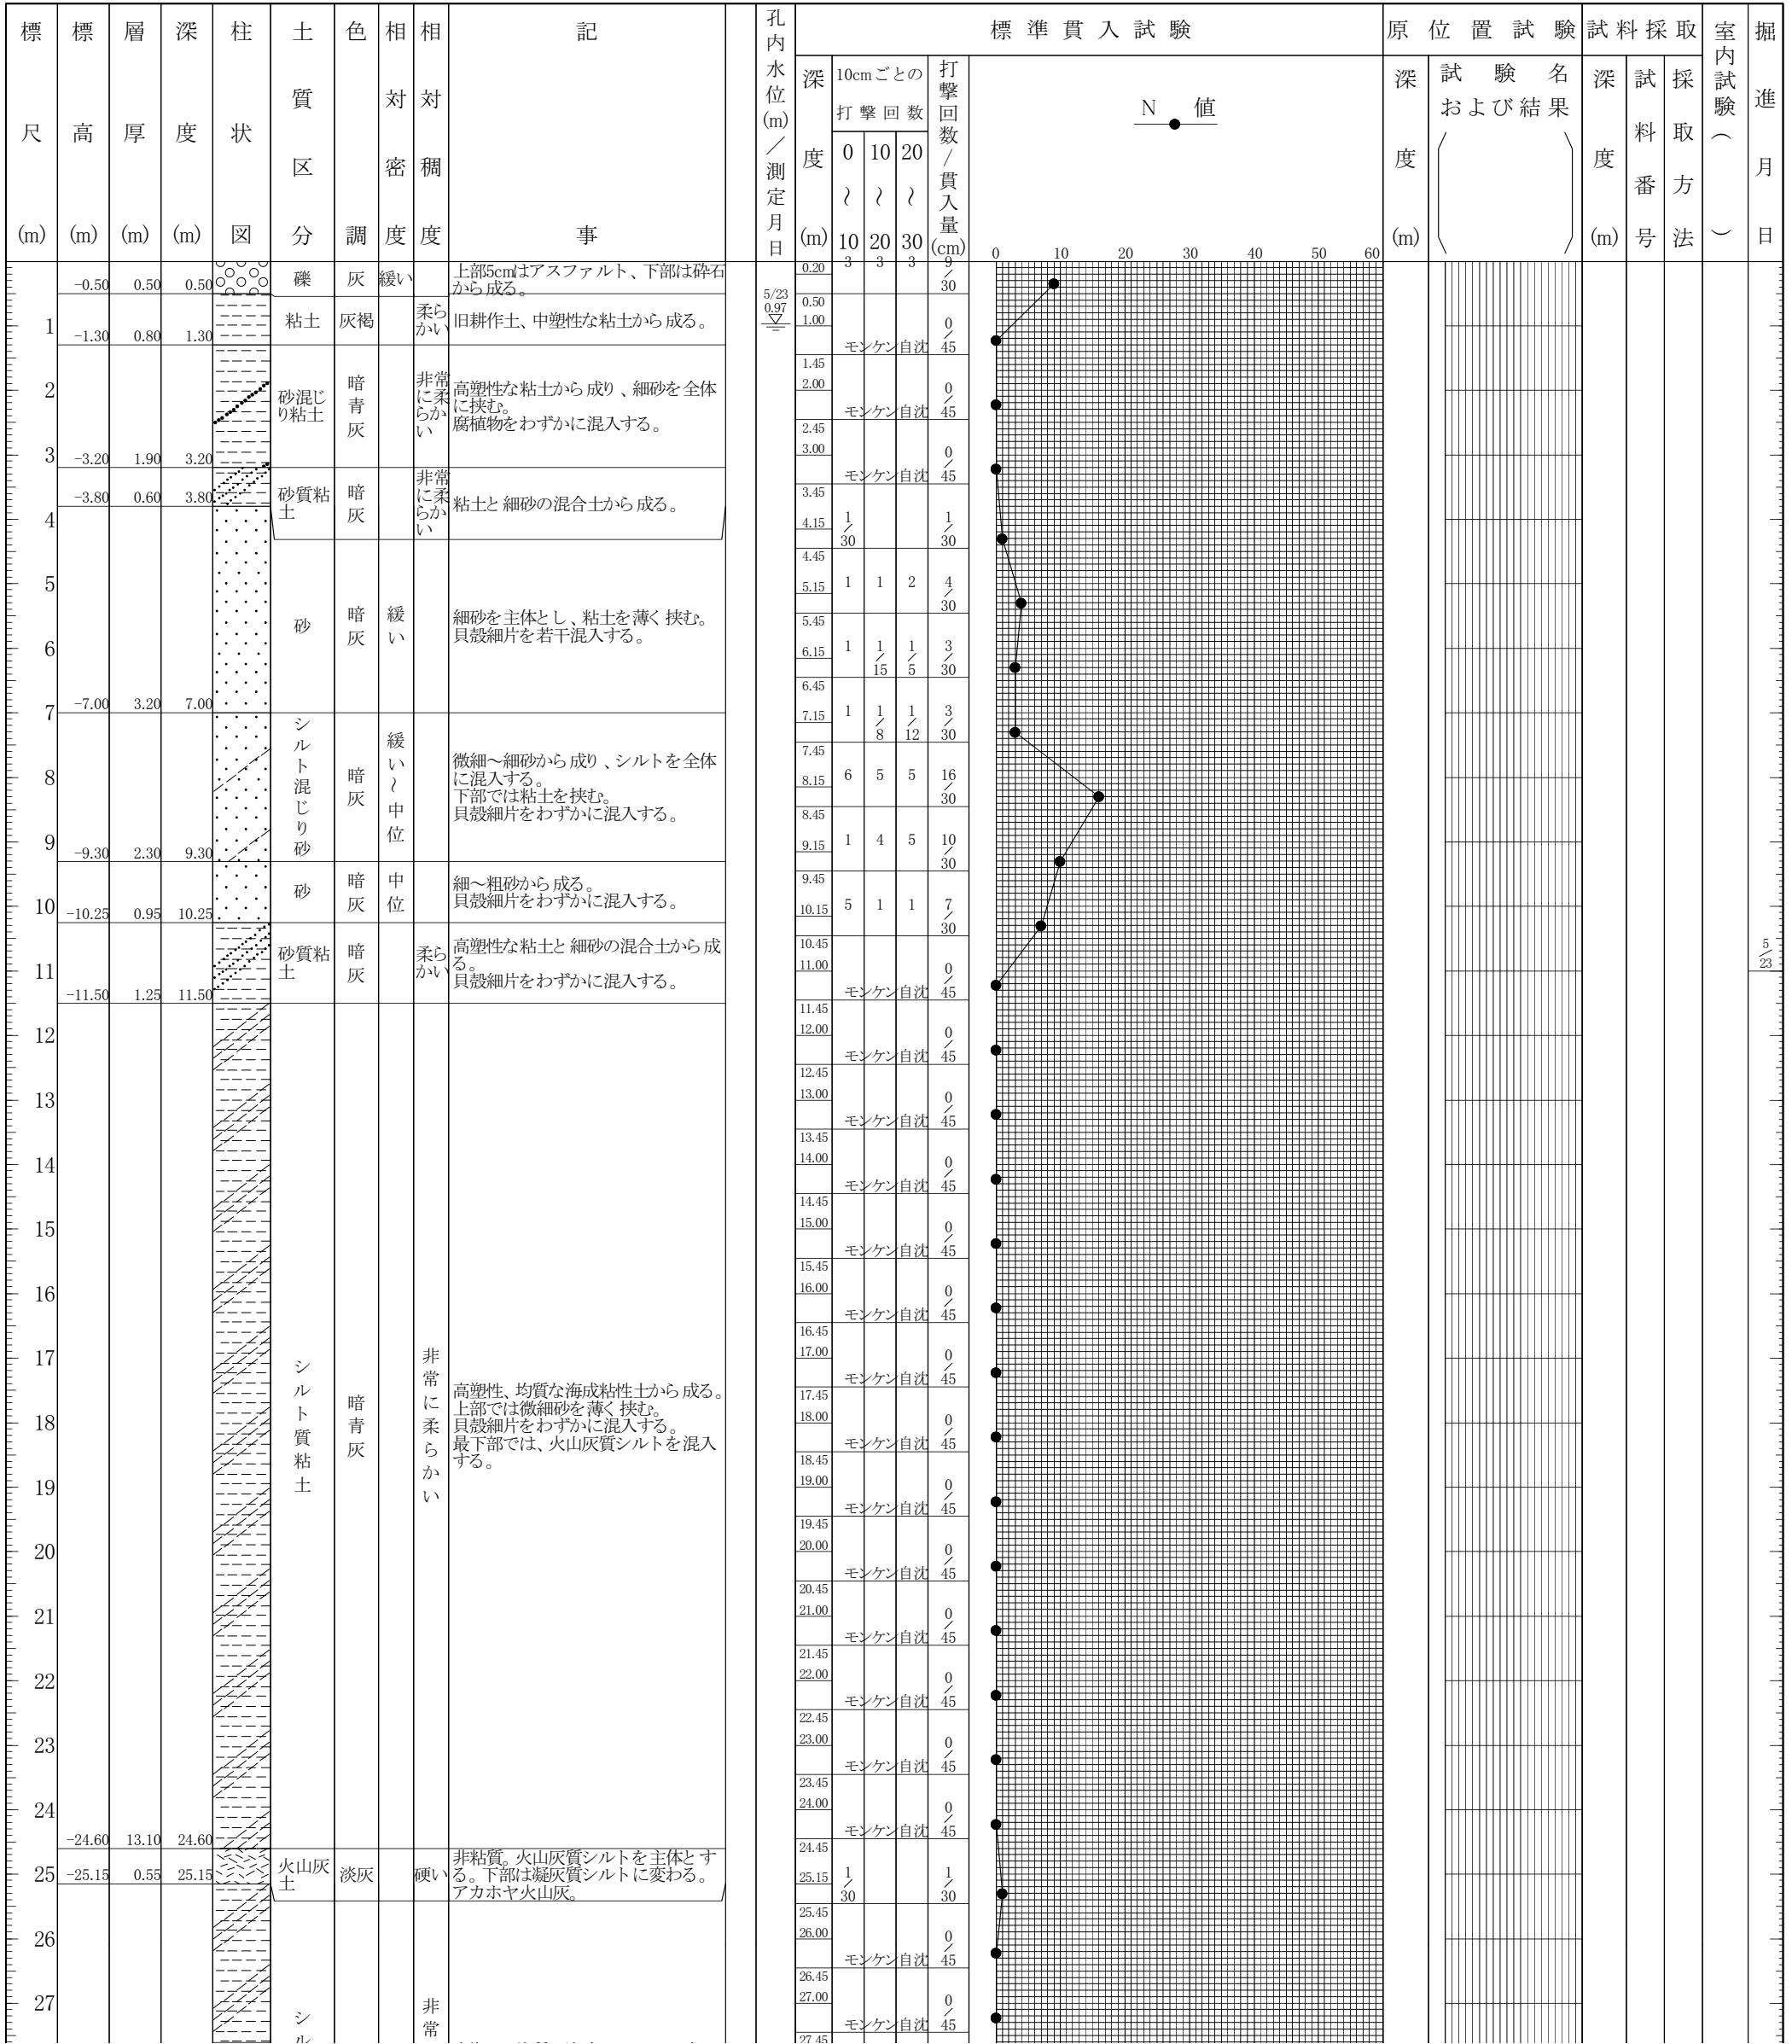 標尺(m)
標高(m)
層厚(m)
深度(m)
柱状図
土質区分
色調
相対密度
相対稠度
記事
孔内水位(m)／測定月日
標準貫入試験
深度(m)
10cmごとの
打撃回数
0～10
10～20
20～30
打撃回数/貫入量(cm)
N 値
0 10 20 30 40 50 60
原位置試験
深度(m)
試験名
および結果
試料採取
深度(m)
試料番号
採取方法
室内試験( )
掘進月日
-0.50 0.50 0.50 礫 灰 緩い
上部5cmはアスファルト、下部は砕石
から成る。
-1.30 0.80 1.30 粘土 灰褐 柔らかい
旧耕作土、中塑性な粘土から成る。
-3.20 1.90 3.20 砂混じり粘土 暗青灰 非常に柔らかい
高塑性な粘土から成り、細砂を全体
に挟む。
腐植物をわずかに混入する。
-3.80 0.60 3.80 砂質粘土 暗灰 非常に柔らかい
粘土と細砂の混合土から成る。
-7.00 3.20 7.00 砂 暗灰 緩い
細砂を主体とし、粘土を薄く挟む。
貝殻細片を若干混入する。
-9.30 2.30 9.30 シルト混じり砂 暗灰 緩い～中位
微細～細砂から成り、シルトを全体
に混入する。
下部では粘土を挟む。
貝殻細片をわずかに混入する。
-10.25 0.95 10.25 砂 暗灰 中位
細～粗砂から成る。
貝殻細片をわずかに混入する。
-11.50 1.25 11.50 砂質粘土 暗灰 柔らかい
高塑性な粘土と細砂の混合土から成
る。
貝殻細片をわずかに混入する。
-24.60 13.10 24.60 シルト質粘土 暗青灰 非常に柔らかい
高塑性、均質な海成粘性土から成る。
上部では微細砂を薄く挟む。
貝殻細片をわずかに混入する。
最下部では、火山灰質シルトを混入
する。
-25.15 0.55 25.15 火山灰土 淡灰 硬い
非粘質。火山灰質シルトを主体とす
る。下部は凝灰質シルトに変わる。
アカホヤ火山灰。
シル
非常
1
2
3
4
5
6
7
8
9
10
11
12
13
14
15
16
17
18
19
20
21
22
23
24
25
26
27
5/23
0.97
0.20 3 3 3 9/30
0.50
1.00 モンケン自沈 0/45
1.45
2.00 モンケン自沈 0/45
2.45
3.00 モンケン自沈 0/45
3.45
4.15 1/30 1/30
4.45
5.15 1 1 2 4/30
5.45
6.15 1 1/15 1/5 3/30
6.45
7.15 1 1/8 1/12 3/30
7.45
8.15 6 5 5 16/30
8.45
9.15 1 4 5 10/30
9.45
10.15 5 1 1 7/30
10.45
11.00 モンケン自沈 0/45
11.45
12.00 モンケン自沈 0/45
12.45
13.00 モンケン自沈 0/45
13.45
14.00 モンケン自沈 0/45
14.45
15.00 モンケン自沈 0/45
15.45
16.00 モンケン自沈 0/45
16.45
17.00 モンケン自沈 0/45
17.45
18.00 モンケン自沈 0/45
18.45
19.00 モンケン自沈 0/45
19.45
20.00 モンケン自沈 0/45
20.45
21.00 モンケン自沈 0/45
21.45
22.00 モンケン自沈 0/45
22.45
23.00 モンケン自沈 0/45
23.45
24.00 モンケン自沈 0/45
24.45
25.15 1/30 1/30
25.45
26.00 モンケン自沈 0/45
26.45
27.00 モンケン自沈 0/45
27.45
5/23